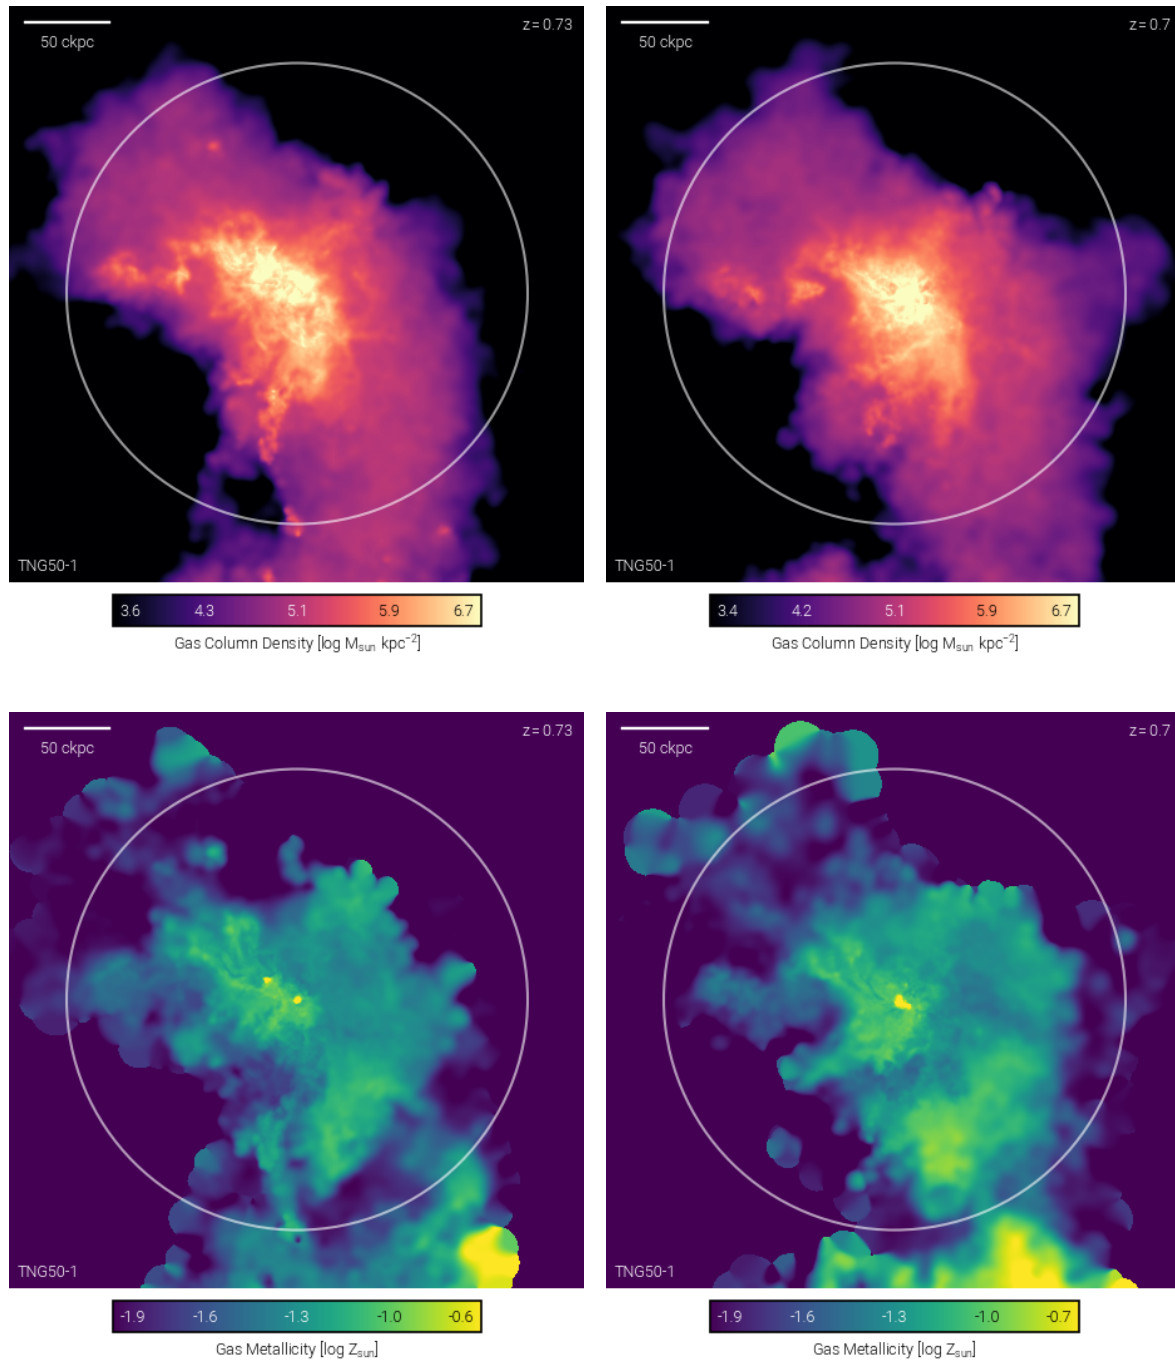 50 ckpc
z= 0.73
TNG50-1
3.6 4.3 5.1 5.9 6.7
Gas Column Density [log M_sun kpc⁻²]
50 ckpc
z= 0.7
TNG50-1
3.4 4.2 5.1 5.9 6.7
Gas Column Density [log M_sun kpc⁻²]
50 ckpc
z= 0.73
TNG50-1
-1.9 -1.6 -1.3 -1.0 -0.6
Gas Metallicity [log Z_sun]
50 ckpc
z= 0.7
TNG50-1
-1.9 -1.6 -1.3 -1.0 -0.7
Gas Metallicity [log Z_sun]